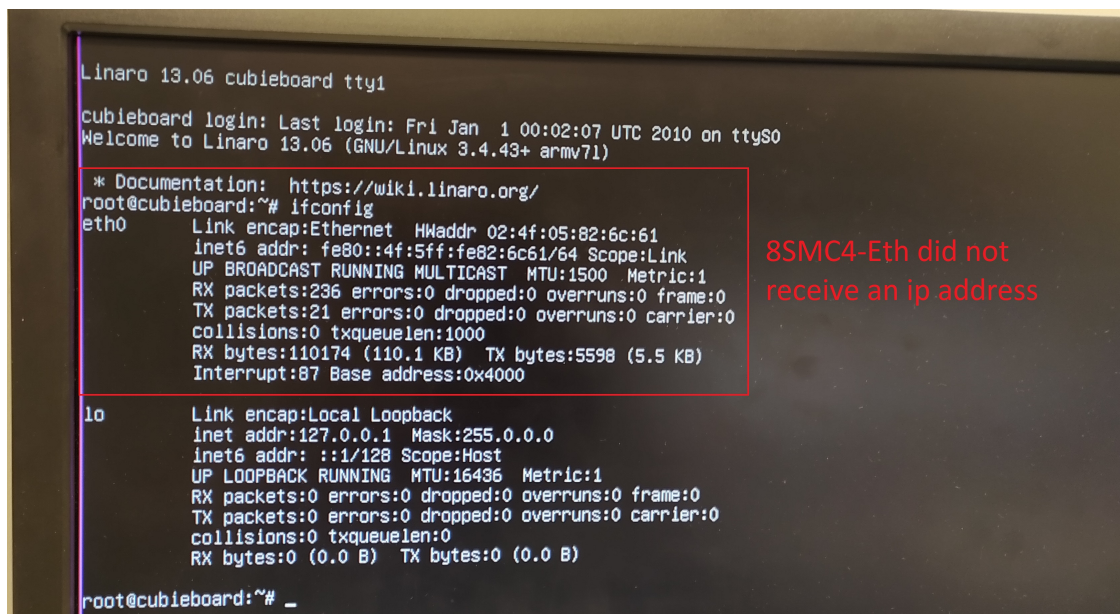 Linaro 13.06 cubieboard tty1
cubieboard login: Last login: Fri Jan  1 00:02:07 UTC 2010 on ttyS0
Welcome to Linaro 13.06 (GNU/Linux 3.4.43+ armv7l)
* Documentation:  https://wiki.linaro.org/
root@cubieboard:~# ifconfig
eth0      Link encap:Ethernet  HWaddr 02:4f:05:82:6c:61
inet6 addr: fe80::4f:5ff:fe82:6c61/64 Scope:Link
UP BROADCAST RUNNING MULTICAST  MTU:1500  Metric:1
RX packets:236 errors:0 dropped:0 overruns:0 frame:0
TX packets:21 errors:0 dropped:0 overruns:0 carrier:0
collisions:0 txqueuelen:1000
RX bytes:110174 (110.1 KB)  TX bytes:5598 (5.5 KB)
Interrupt:87 Base address:0x4000
8SMC4-Eth did not
receive an ip address
lo        Link encap:Local Loopback
inet addr:127.0.0.1  Mask:255.0.0.0
inet6 addr: ::1/128 Scope:Host
UP LOOPBACK RUNNING  MTU:16436  Metric:1
RX packets:0 errors:0 dropped:0 overruns:0 frame:0
TX packets:0 errors:0 dropped:0 overruns:0 carrier:0
collisions:0 txqueuelen:0
RX bytes:0 (0.0 B)  TX bytes:0 (0.0 B)
root@cubieboard:~# _